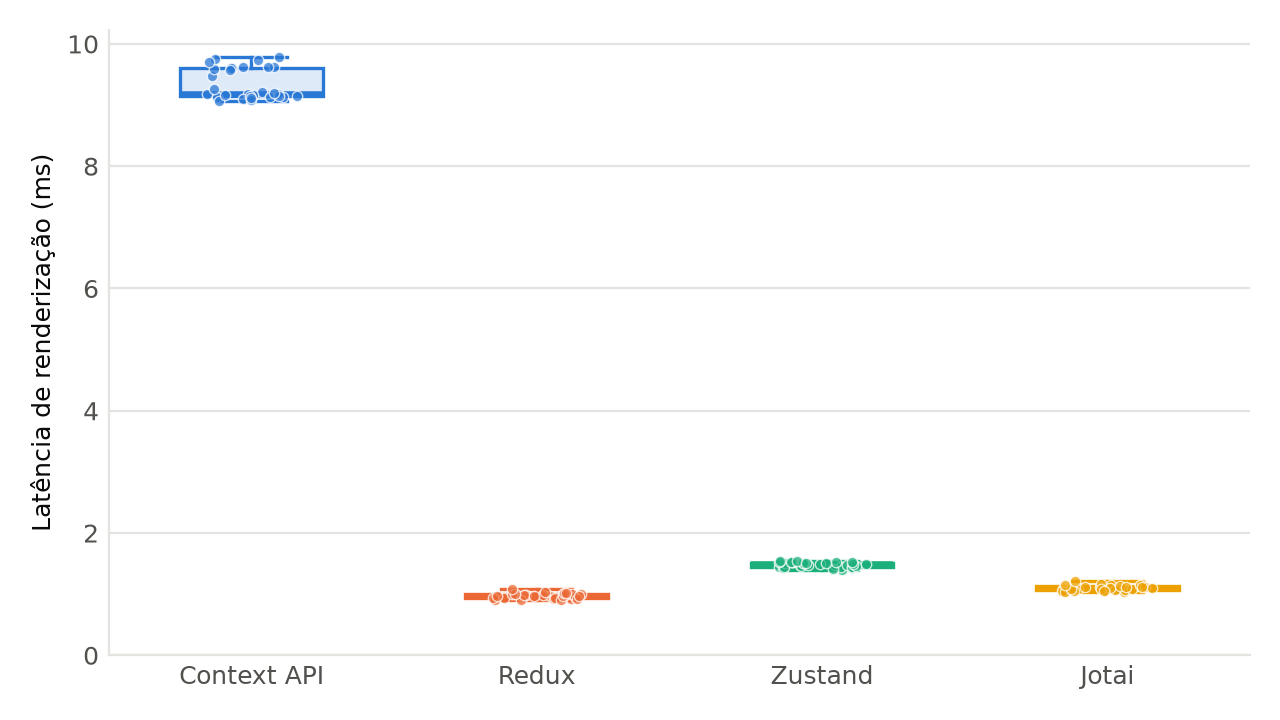 Latência de renderização (ms)
10
8
6
4
2
0
Context API
Redux
Zustand
Jotai